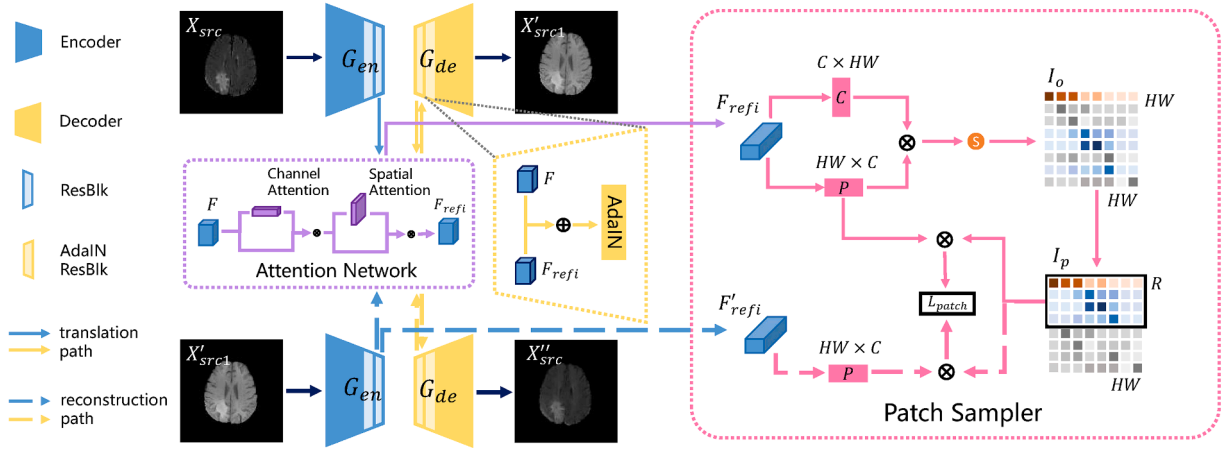 Encoder
Decoder
ResBlk
AdaIN
ResBlk
translation
path
reconstruction
path
X_src
G_en
G_de
X'_src1
Channel
Attention
Spatial
Attention
F
F_refi
Attention Network
F
F_refi
AdaIN
X'_src1
G_en
G_de
X''_src
C × HW
F_refi
C
HW × C
P
S
I_o
HW
HW
I_p
R
L_patch
F'_refi
HW × C
P
HW
Patch Sampler